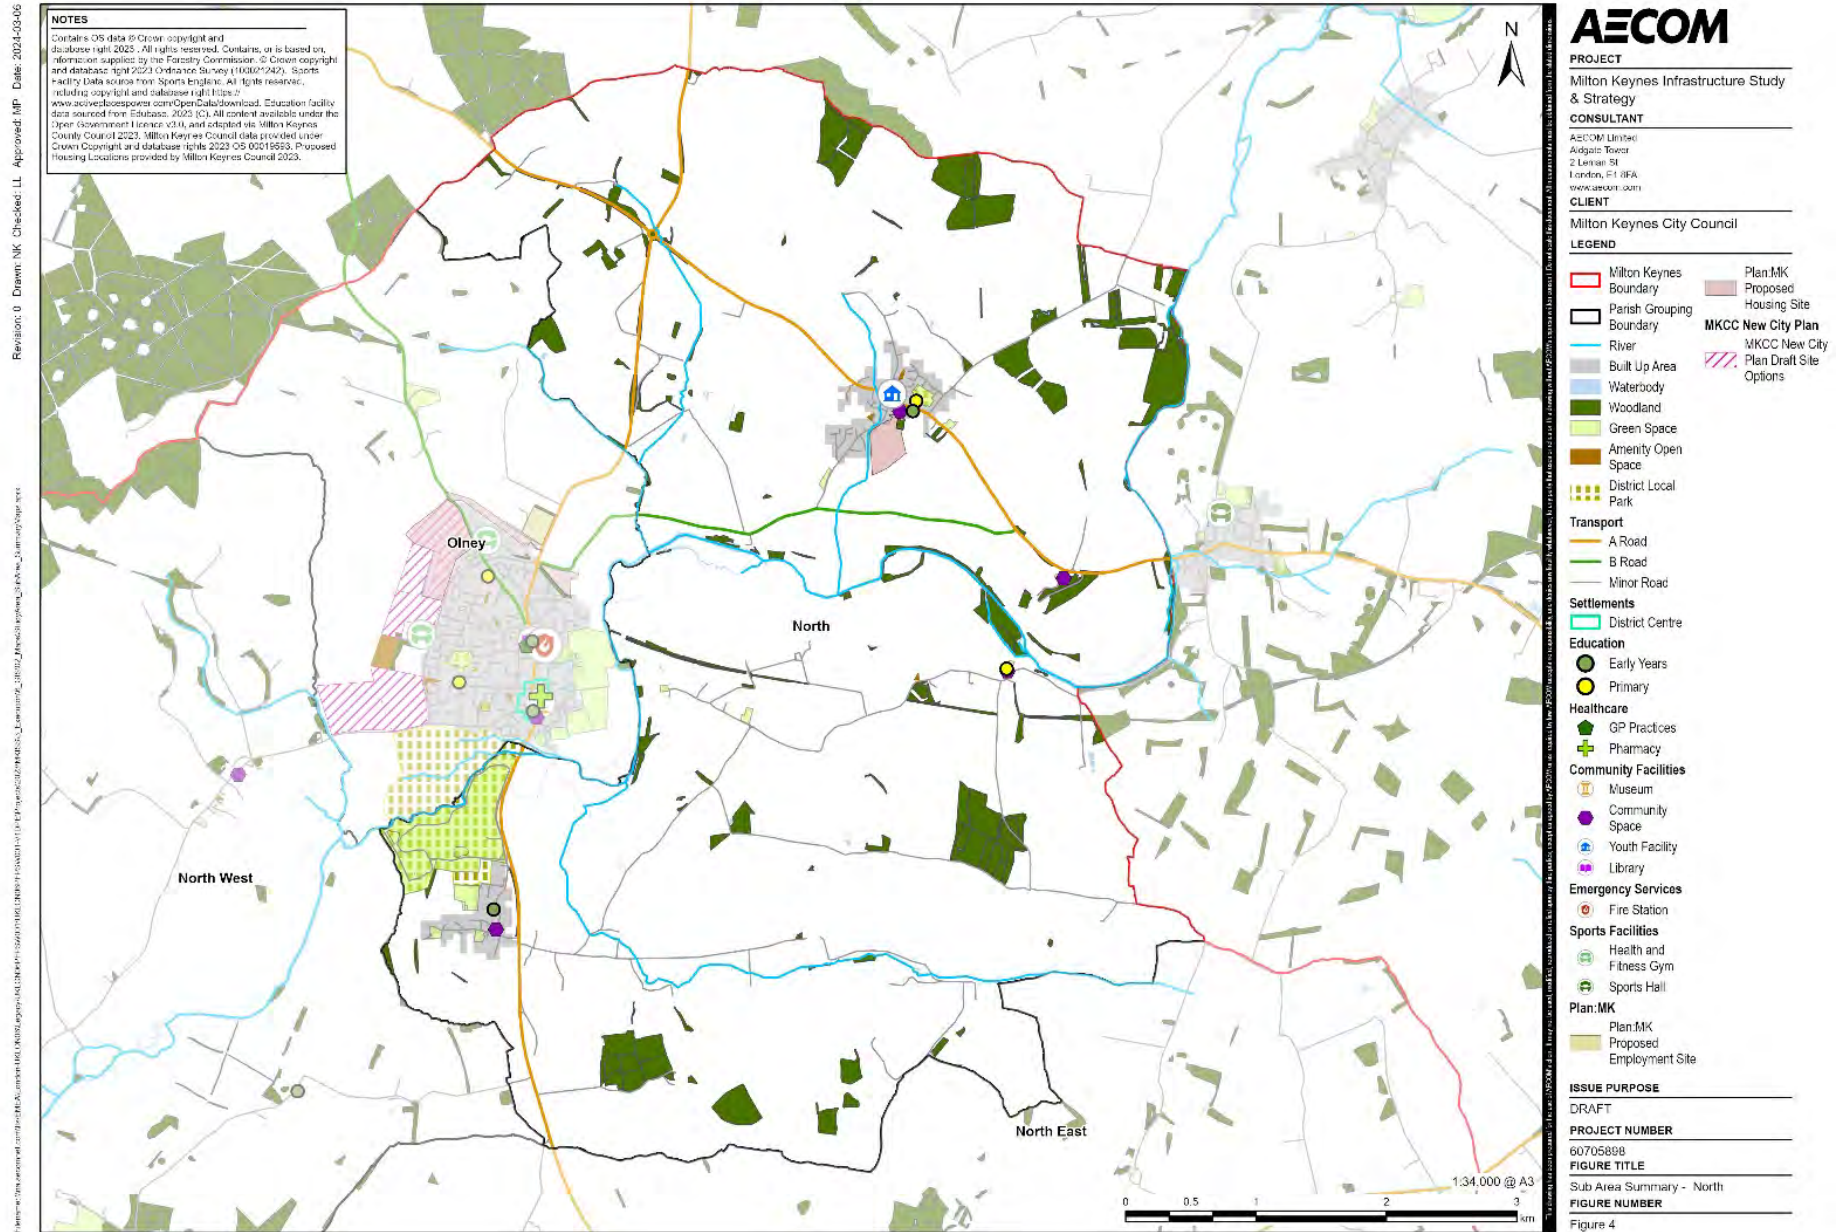 Revision: 0 Drawn: NK Checked: LL Approved: MP Date: 2024-03-06
NOTES
Contains OS data © Crown copyright and
database right 2023 . All rights reserved. Contains, or is based on,
information supplied by the Forestry Commission. © Crown copyright
and database right 2023 Ordnance Survey (100021242). Sports
Facility Data source from Sports England. All rights reserved,
including copyright and database right https://
www.activeplacespower.com/OpenData/download. Education facility
data sourced from Edubase. 2023 (C). All content available under the
Open Government Licence v3.0, and adapted via Milton Keynes
County Council 2023. Milton Keynes Council data provided under
Crown Copyright and database rights 2023 OS 00019593. Proposed
Housing Locations provided by Milton Keynes Council 2023.
N
Olney
North
North West
North East
1:34,000 @ A3
0 0.5 1 2 3
km
AECOM
PROJECT
Milton Keynes Infrastructure Study
& Strategy
CONSULTANT
AECOM Limited
Aldgate Tower
2 Leman St
London, E1 8FA
www.aecom.com
CLIENT
Milton Keynes City Council
LEGEND
Milton Keynes
Boundary
Parish Grouping
Boundary
River
Built Up Area
Waterbody
Woodland
Green Space
Amenity Open
Space
District Local
Park
Transport
A Road
B Road
Minor Road
Settlements
District Centre
Education
Early Years
Primary
Healthcare
GP Practices
Pharmacy
Community Facilities
Museum
Community
Space
Youth Facility
Library
Emergency Services
Fire Station
Sports Facilities
Health and
Fitness Gym
Sports Hall
Plan:MK
Plan:MK
Proposed
Employment Site
Plan:MK
Proposed
Housing Site
MKCC New City Plan
MKCC New City
Plan Draft Site
Options
ISSUE PURPOSE
DRAFT
PROJECT NUMBER
60705898
FIGURE TITLE
Sub Area Summary - North
FIGURE NUMBER
Figure 4